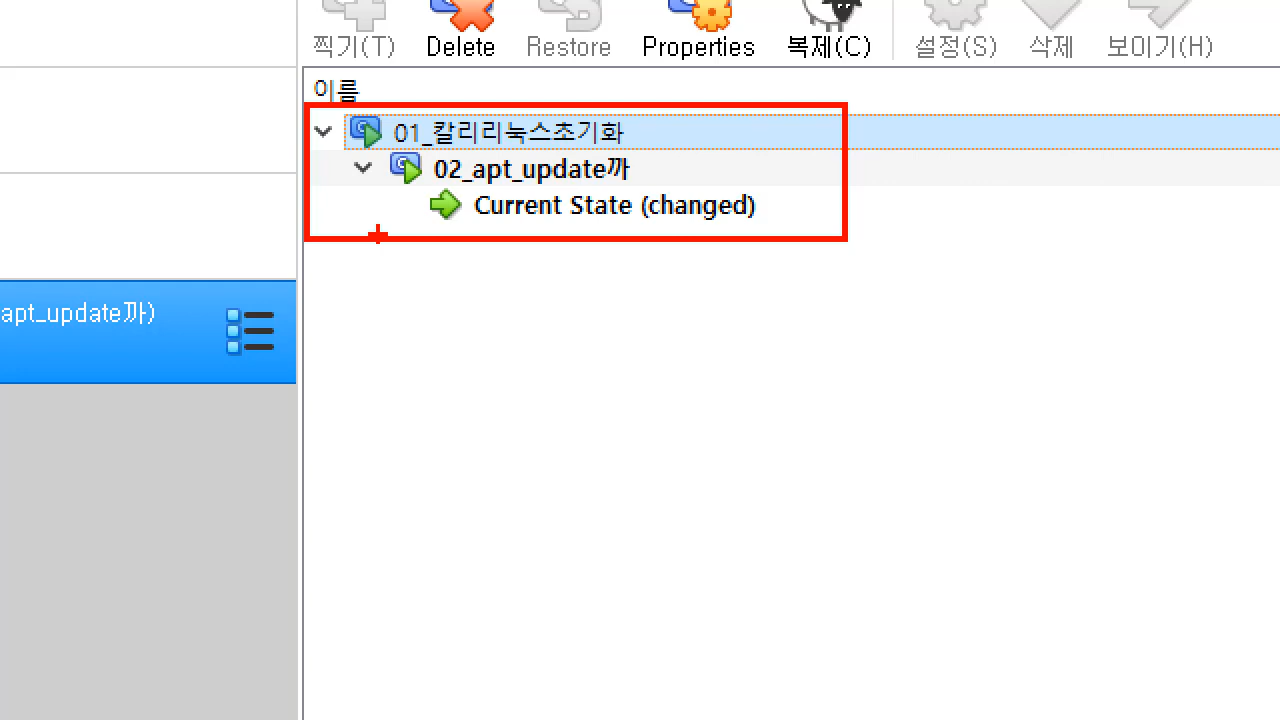 찍기(T) Delete Restore Properties 복제(C) 설정(S) 삭제 보이기(H)
이름
01_칼리리눅스초기화
02_apt_update까
Current State (changed)
apt_update까)